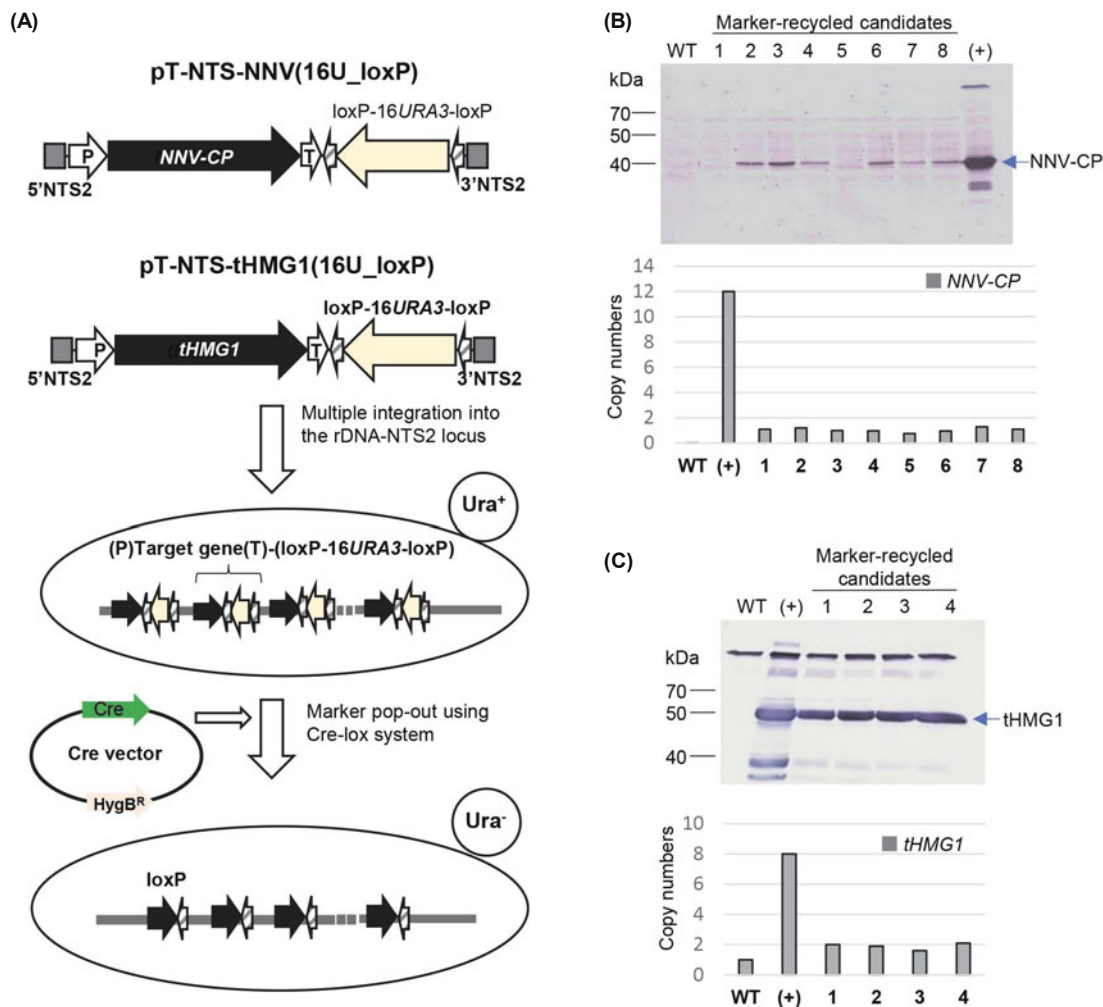 (A)
pT-NTS-NNV(16U_loxP)
loxP-16URA3-loxP
P
NNV-CP
T
5'NTS2
3'NTS2
pT-NTS-tHMG1(16U_loxP)
loxP-16URA3-loxP
P
tHMG1
T
5'NTS2
3'NTS2
Multiple integration into
the rDNA-NTS2 locus
Ura+
(P)Target gene(T)-(loxP-16URA3-loxP)
Cre
Cre vector
HygBR
Marker pop-out using
Cre-lox system
Ura-
loxP
(B)
Marker-recycled candidates
WT 1 2 3 4 5 6 7 8 (+)
kDa
70
50
40
NNV-CP
Copy numbers
14
12
10
8
6
4
2
0
NNV-CP
WT (+) 1 2 3 4 5 6 7 8
(C)
Marker-recycled
candidates
WT (+) 1 2 3 4
kDa
70
50
40
tHMG1
Copy numbers
10
8
6
4
2
0
tHMG1
WT (+) 1 2 3 4